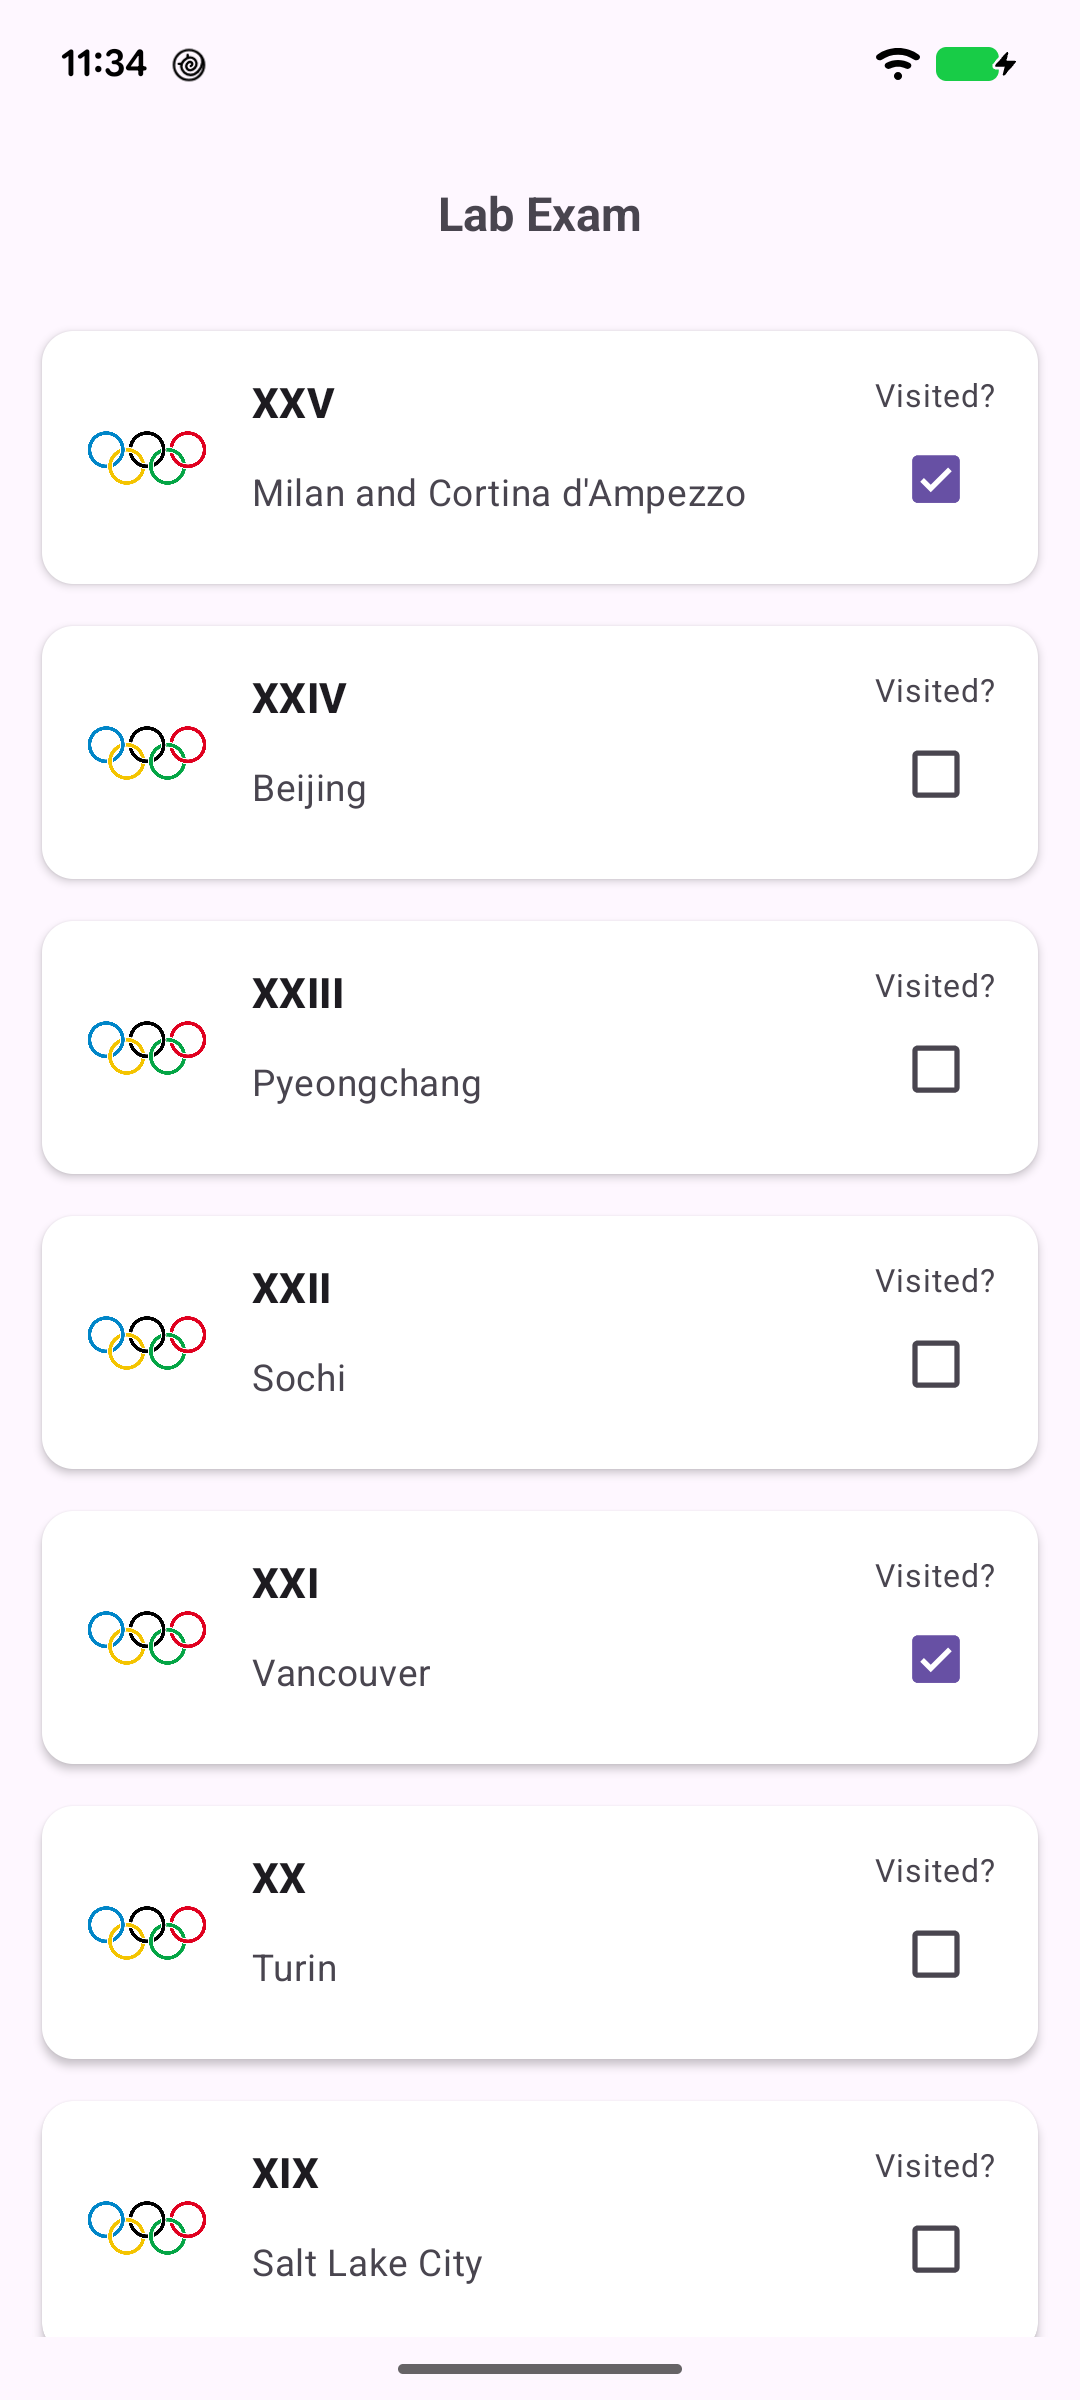 11:34
Lab Exam
XXV
Visited?
Milan and Cortina d'Ampezzo
XXIV
Visited?
Beijing
XXIII
Visited?
Pyeongchang
XXII
Visited?
Sochi
XXI
Visited?
Vancouver
XX
Visited?
Turin
XIX
Visited?
Salt Lake City